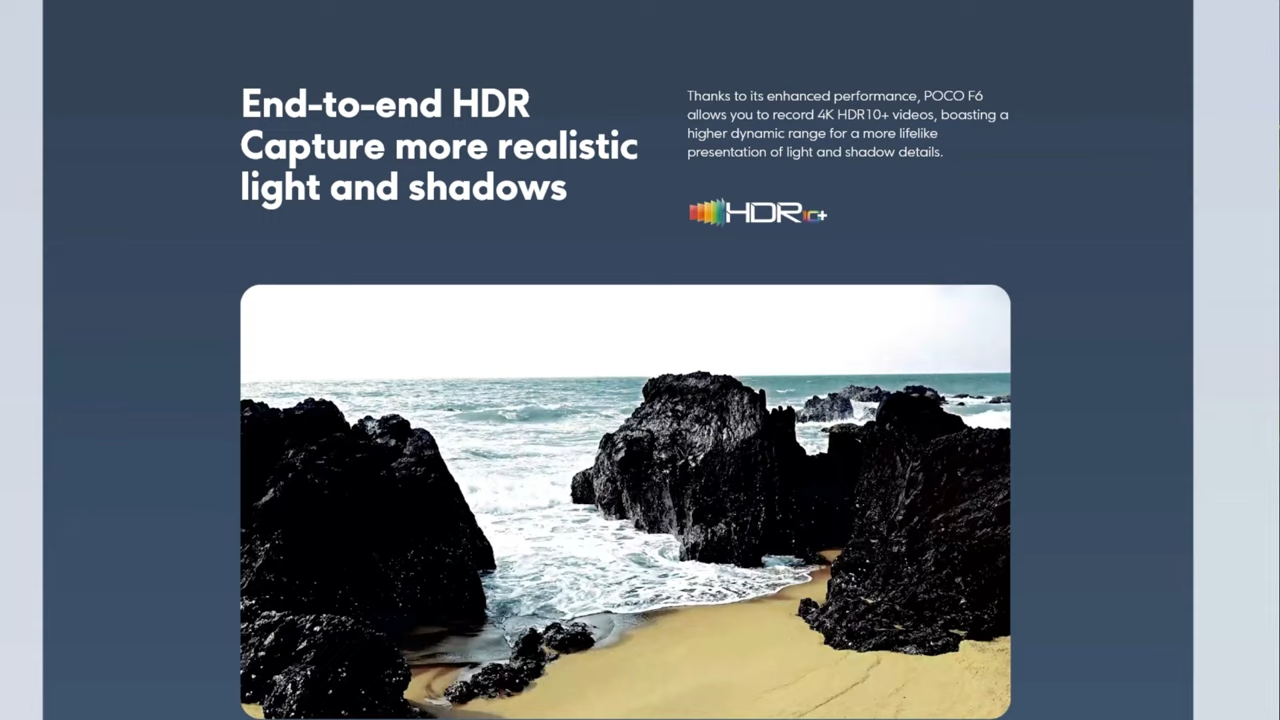 End-to-end HDR
Capture more realistic
light and shadows
Thanks to its enhanced performance, POCO F6
allows you to record 4K HDR10+ videos, boasting a
higher dynamic range for a more lifelike
presentation of light and shadow details.
HDR10+